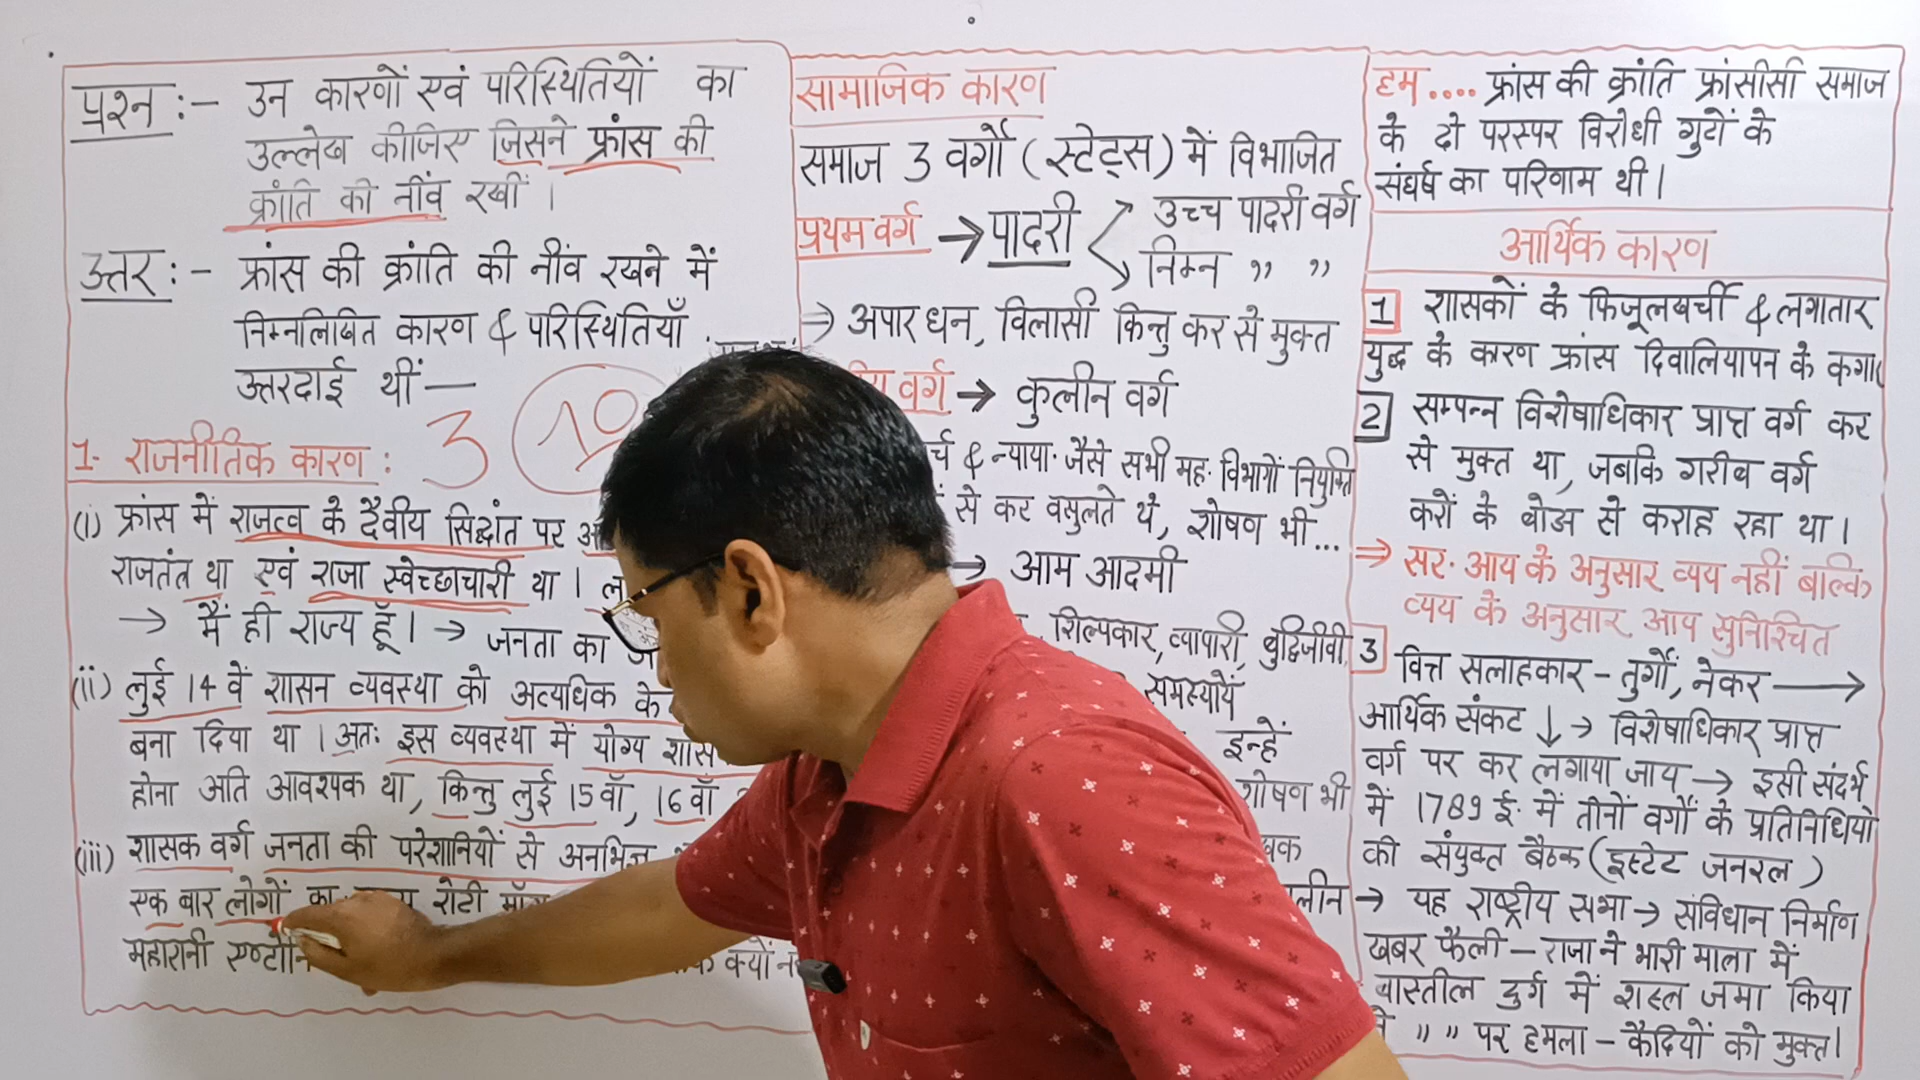 प्रश्न :- उन कारणों एवं परिस्थितियों का
उल्लेख कीजिए जिसने फ्रांस की
क्रांति की नींव रखीं ।
उत्तर :- फ्रांस की क्रांति की नींव रखने में
निम्नलिखित कारण & परिस्थितियाँ
उत्तरदाई थीं —
3 10
1- राजनीतिक कारण :
(i) फ्रांस में राजत्व के दैवीय सिद्धांत पर
राजतंत्र था एवं राजा स्वेच्छाचारी था ।
→ मैं ही राज्य हूँ । → जनता का
(ii) लुई 14 वें शासन व्यवस्था को अत्यधिक के
बना दिया था । अतः इस व्यवस्था में योग्य
होना अति आवश्यक था, किन्तु लुई 15वाँ, 16वाँ
(iii) शासक वर्ग जनता की परेशानियों से अनभिज्ञ
एक बार लोगों का रोटी
महारानी क्यों
सामाजिक कारण
समाज 3 वर्गों (स्टेट्स) में विभाजित
प्रथम वर्ग → पादरी उच्च पादरी वर्ग
निम्न ,, ,,
→ अपार धन, विलासी किन्तु कर से मुक्त
वर्ग → कुलीन वर्ग
& न्याया. जैसे सभी मह. विभागों नियुक्ति
से कर वसुलते थे, शोषण भी...
→ आम आदमी
शिल्पकार, व्यापारी, बुद्विजीवी
समस्यायें
इन्हें
शोषण भी
हम .... फ्रांस की क्रांति फ्रांसीसी समाज
के दो परस्पर विरोधी गुटों के
संघर्ष का परिणाम थी ।
आर्थिक कारण
1 शासकों के फिजूलखर्ची & लगातार
युद्ध के कारण फ्रांस दिवालियापन के कगार
2 सम्पन्न विशेषाधिकार प्राप्त वर्ग कर
से मुक्त था, जबकि गरीब वर्ग
करों के बोझ से कराह रहा था ।
⇒ सर. आय के अनुसार व्यय नहीं बल्कि
व्यय के अनुसार आय सुनिश्चित
3 वित्त सलाहकार - तुर्गों, नेकर →
आर्थिक संकट ↓ → विशेषाधिकार प्राप्त
वर्ग पर कर लगाया जाय → इसी संदर्भ
में 1789 ई. में तीनों वर्गों के प्रतिनिधियों
की संयुक्त बैठक (इस्टेट जनरल)
→ यह राष्ट्रीय सभा → संविधान निर्माण
खबर फैली - राजा ने भारी मात्रा में
बास्तील दुर्ग में शस्त्र जमा किया
,, ,, पर हमला - कैदियों को मुक्त।